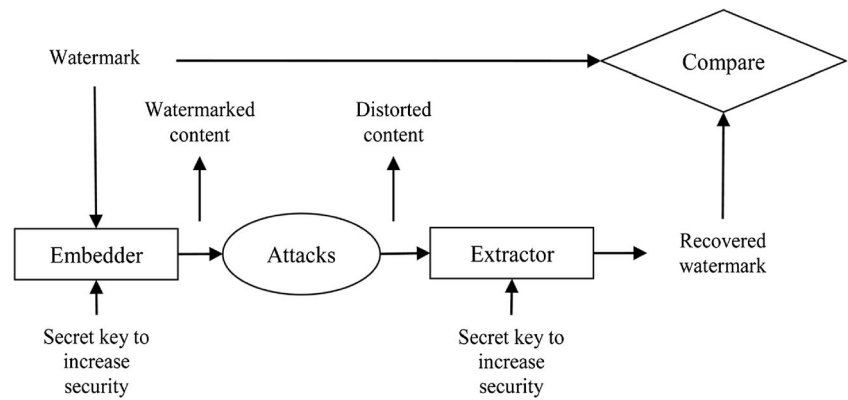 Watermark
Compare
Watermarked
content
Distorted
content
Embedder
Attacks
Extractor
Recovered
watermark
Secret key to
increase
security
Secret key to
increase
security